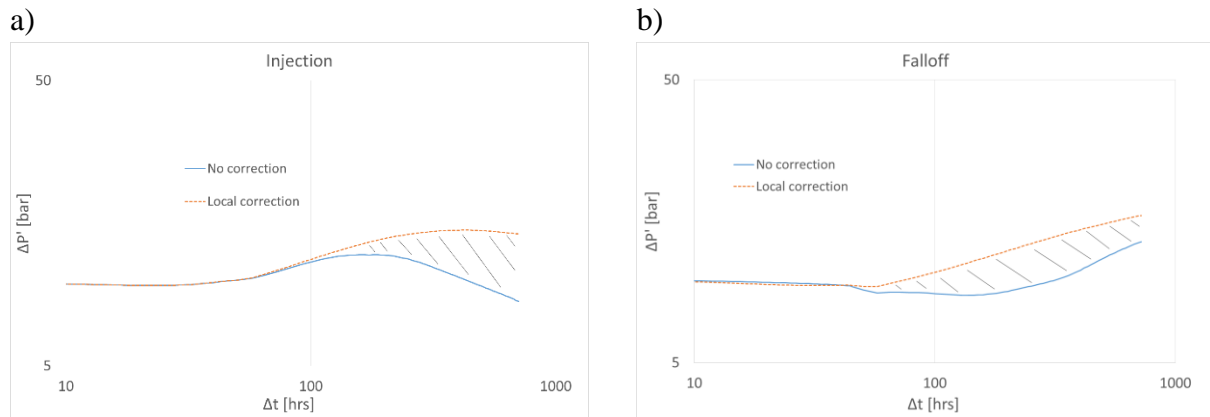 a)
Injection
50
No correction
Local correction
ΔP' [bar]
5
10
100
1000
Δt [hrs]
b)
Falloff
50
No correction
Local correction
ΔP' [bar]
5
10
100
1000
Δt [hrs]